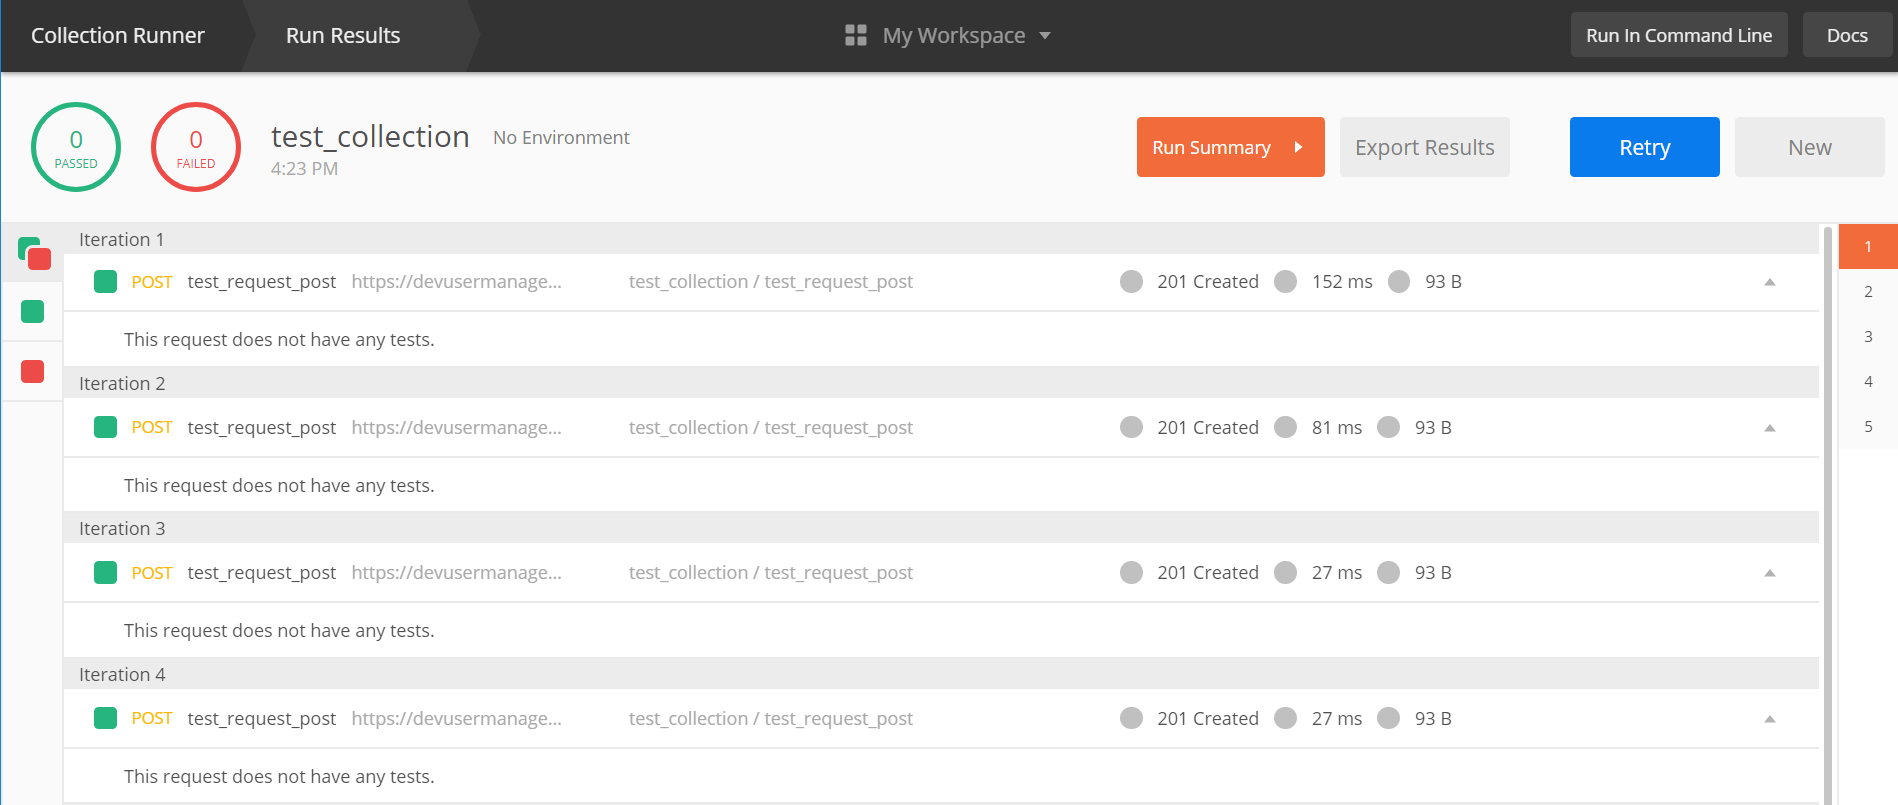 Collection Runner Run Results My Workspace Run In Command Line Docs
0 PASSED
0 FAILED
test_collection No Environment
4:23 PM
Run Summary Export Results Retry New
Iteration 1
POST test_request_post https://devusermanage... test_collection / test_request_post 201 Created 152 ms 93 B
This request does not have any tests.
Iteration 2
POST test_request_post https://devusermanage... test_collection / test_request_post 201 Created 81 ms 93 B
This request does not have any tests.
Iteration 3
POST test_request_post https://devusermanage... test_collection / test_request_post 201 Created 27 ms 93 B
This request does not have any tests.
Iteration 4
POST test_request_post https://devusermanage... test_collection / test_request_post 201 Created 27 ms 93 B
This request does not have any tests.
1
2
3
4
5